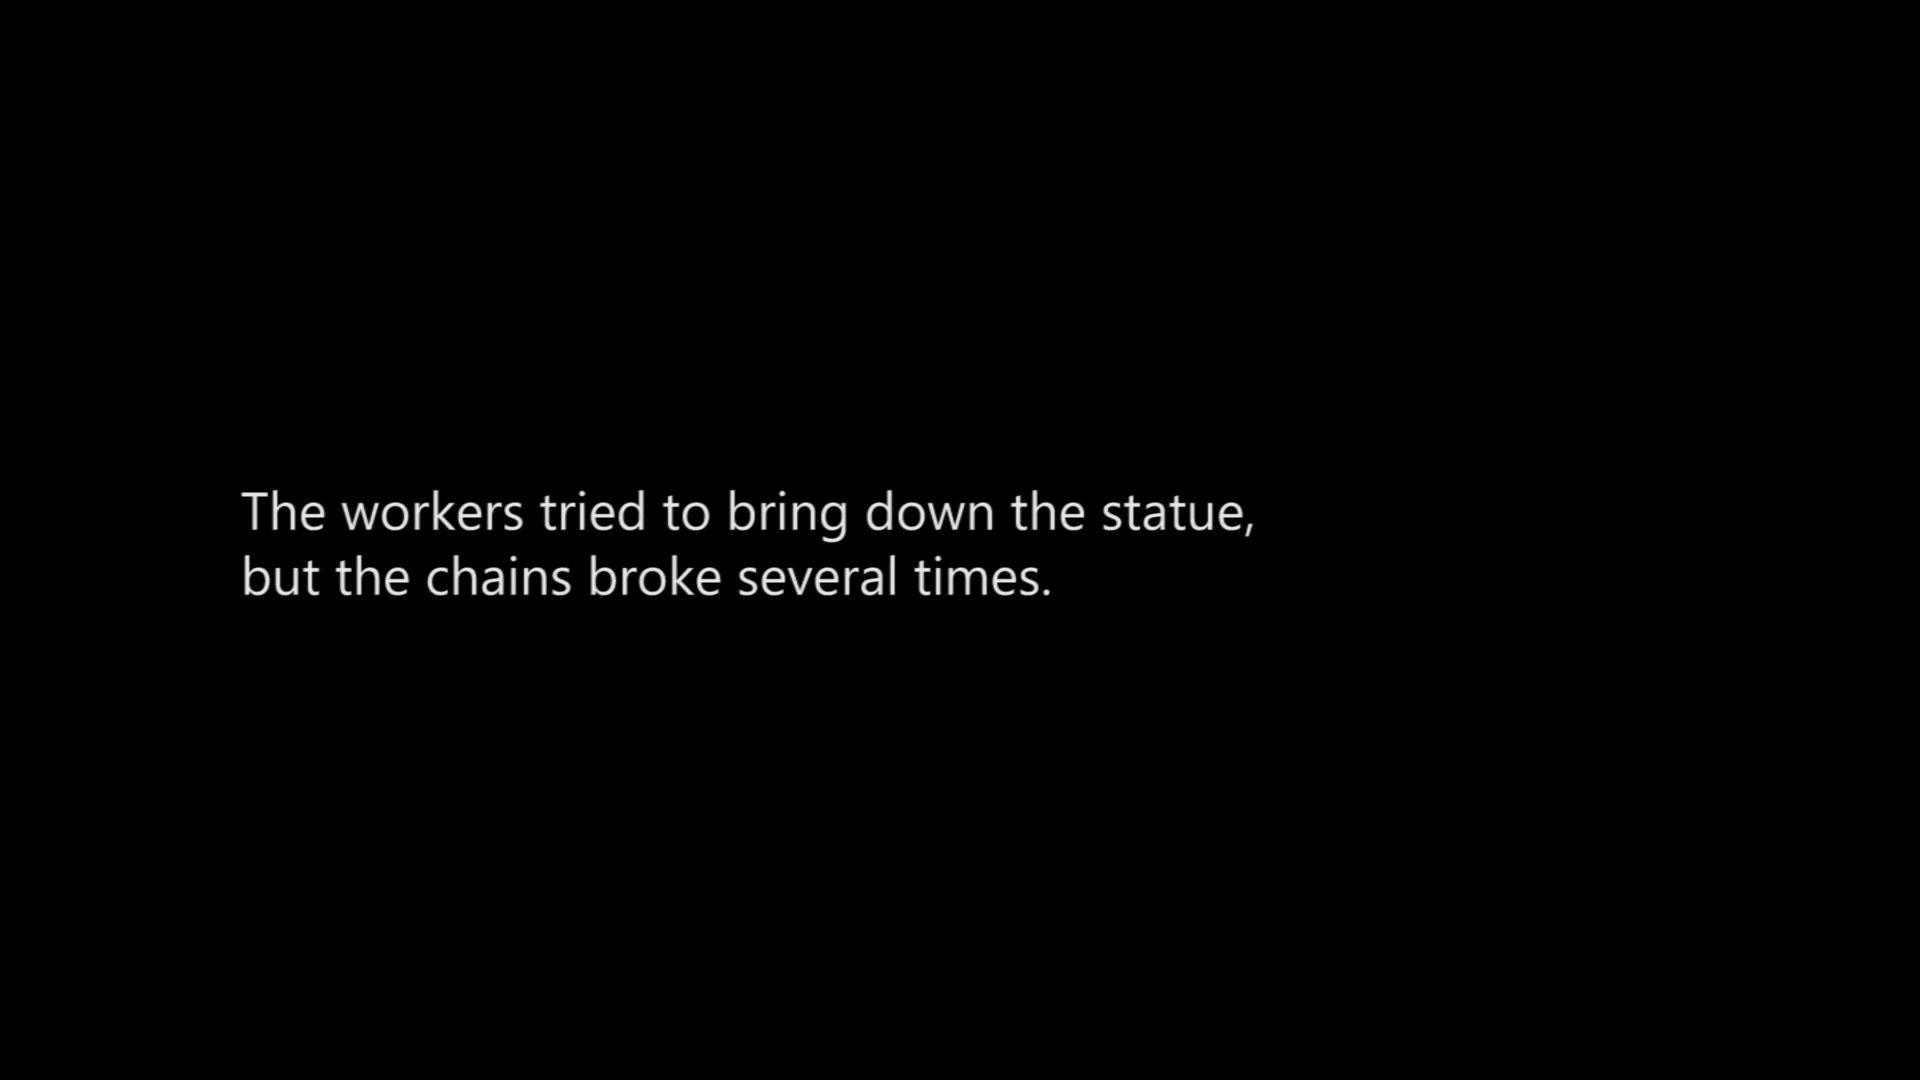 The workers tried to bring down the statue,
but the chains broke several times.